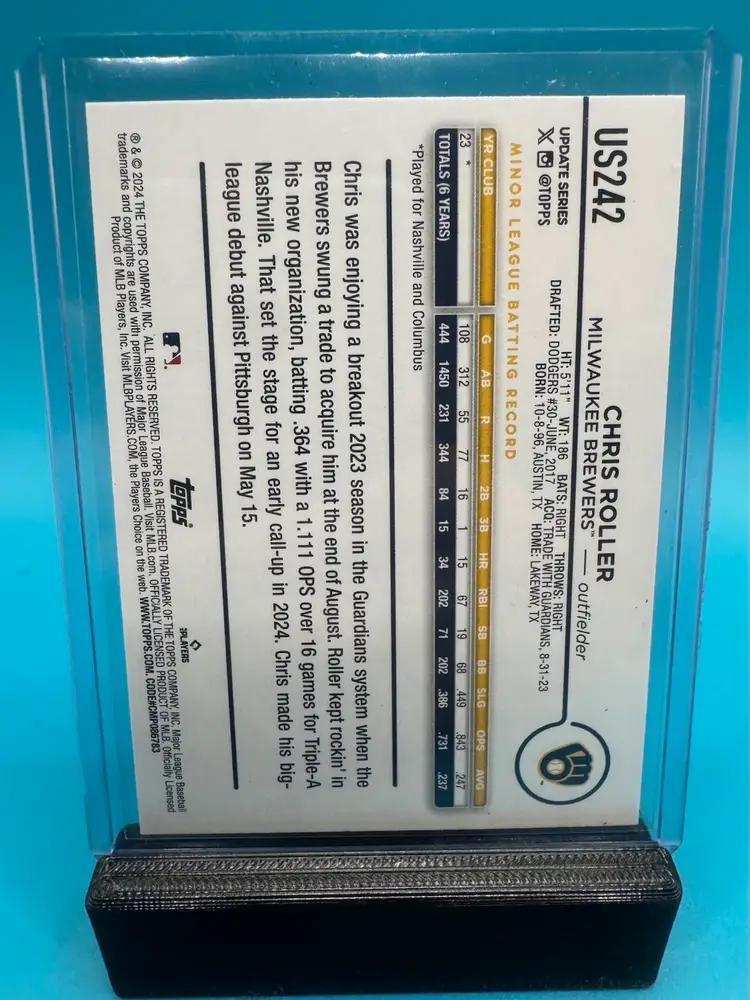 US242
UPDATE SERIES
X @TOPPS
CHRIS ROLLER
MILWAUKEE BREWERS™ — outfielder
HT: 5'11" WT: 186 BATS: RIGHT THROWS: RIGHT
DRAFTED: DODGERS #30-JUNE, 2017 ACQ: TRADE WITH GUARDIANS, 8-31-23
BORN: 10-8-96, AUSTIN, TX HOME: LAKEWAY, TX
MINOR LEAGUE BATTING RECORD
YR CLUB G AB R H 2B 3B HR RBI SB BB SLG OPS AVG
23 * 108 312 55 77 16 1 15 67 19 68 .449 .843 .247
TOTALS (6 YEARS) 444 1450 231 344 84 15 34 202 71 202 .386 .731 .237
*Played for Nashville and Columbus
Chris was enjoying a breakout 2023 season in the Guardians system when the
Brewers swung a trade to acquire him at the end of August. Roller kept rockin' in
his new organization, batting .364 with a 1.111 OPS over 16 games for Triple-A
Nashville. That set the stage for an early call-up in 2024. Chris made his big-
league debut against Pittsburgh on May 15.
topps
PLAYERS
® & © 2024 THE TOPPS COMPANY, INC. ALL RIGHTS RESERVED. TOPPS IS A REGISTERED TRADEMARK OF THE TOPPS COMPANY, INC. Major League Baseball
trademarks and copyrights are used with permission of Major League Baseball. Visit MLB.com. OFFICIALLY LICENSED PRODUCT OF MLB. Officially Licensed
Product of MLB Players, Inc. Visit MLBPLAYERS.COM, the Players Choice on the web. WWW.TOPPS.COM. CODE#CMP086783